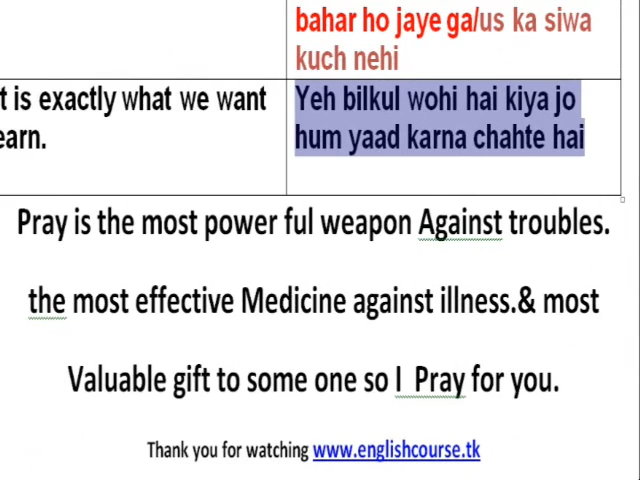 bahar ho jaye ga/us ka siwa
kuch nehi
t is exactly what we want
earn.
Yeh bilkul wohi hai kiya jo
hum yaad karna chahte hai
Pray is the most power ful weapon Against troubles.
the most effective Medicine against illness.& most
Valuable gift to some one so I Pray for you.
Thank you for watching www.englishcourse.tk